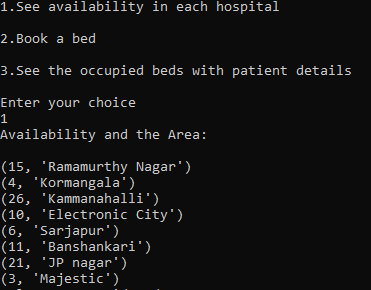 1.See availability in each hospital
2.Book a bed
3.See the occupied beds with patient details
Enter your choice
1
Availability and the Area:
(15, 'Ramamurthy Nagar')
(4, 'Kormangala')
(26, 'Kammanahalli')
(10, 'Electronic City')
(6, 'Sarjapur')
(11, 'Banshankari')
(21, 'JP nagar')
(3, 'Majestic')